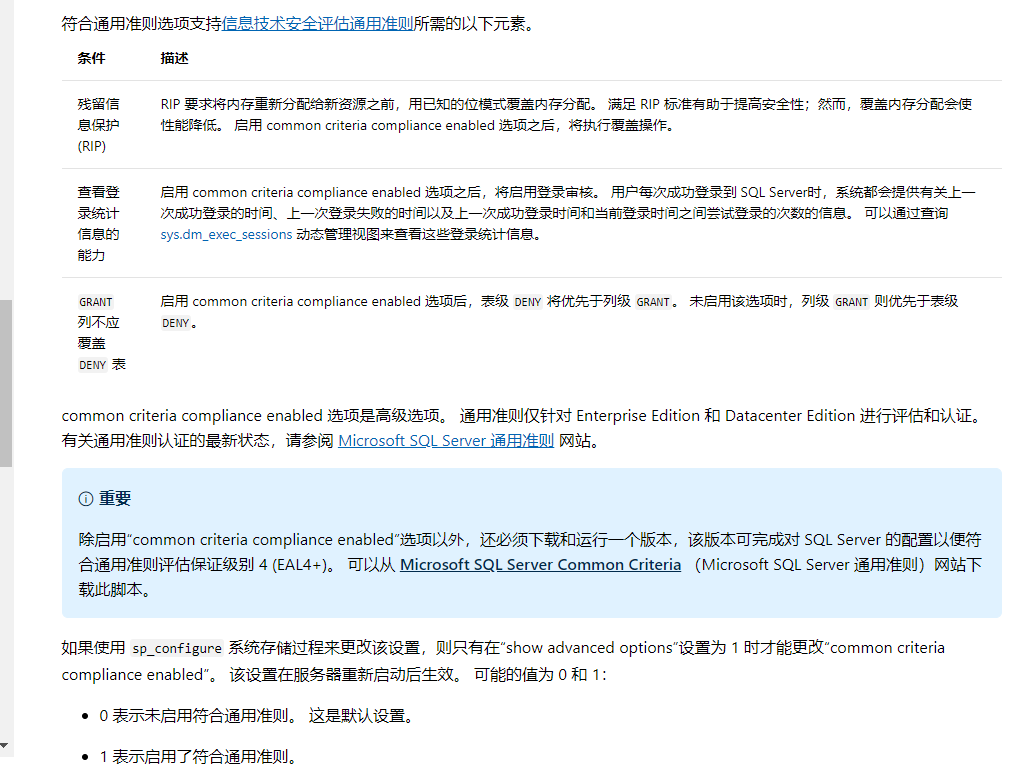 符合通用准则选项支持信息技术安全评估通用准则所需的以下元素。
条件 描述
残留信 RIP 要求将内存重新分配给新资源之前，用已知的位模式覆盖内存分配。 满足 RIP 标准有助于提高安全性；然而，覆盖内存分配会使
息保护 性能降低。 启用 common criteria compliance enabled 选项之后，将执行覆盖操作。
(RIP)
查看登 启用 common criteria compliance enabled 选项之后，将启用登录审核。 用户每次成功登录到 SQL Server时，系统都会提供有关上一
录统计 次成功登录的时间、上一次登录失败的时间以及上一次成功登录时间和当前登录时间之间尝试登录的次数的信息。 可以通过查询
信息的 sys.dm_exec_sessions 动态管理视图来查看这些登录统计信息。
能力
GRANT 启用 common criteria compliance enabled 选项后，表级 DENY 将优先于列级 GRANT 。 未启用该选项时，列级 GRANT 则优先于表级
列不应 DENY 。
覆盖
DENY 表
common criteria compliance enabled 选项是高级选项。 通用准则仅针对 Enterprise Edition 和 Datacenter Edition 进行评估和认证。
有关通用准则认证的最新状态，请参阅 Microsoft SQL Server 通用准则 网站。
重要
除启用“common criteria compliance enabled”选项以外，还必须下载和运行一个版本，该版本可完成对 SQL Server 的配置以便符
合通用准则评估保证级别 4 (EAL4+)。 可以从 Microsoft SQL Server Common Criteria （Microsoft SQL Server 通用准则）网站下
载此脚本。
如果使用 sp_configure 系统存储过程来更改该设置，则只有在“show advanced options”设置为 1 时才能更改“common criteria
compliance enabled”。 该设置在服务器重新启动后生效。 可能的值为 0 和 1：
• 0 表示未启用符合通用准则。 这是默认设置。
• 1 表示启用了符合通用准则。